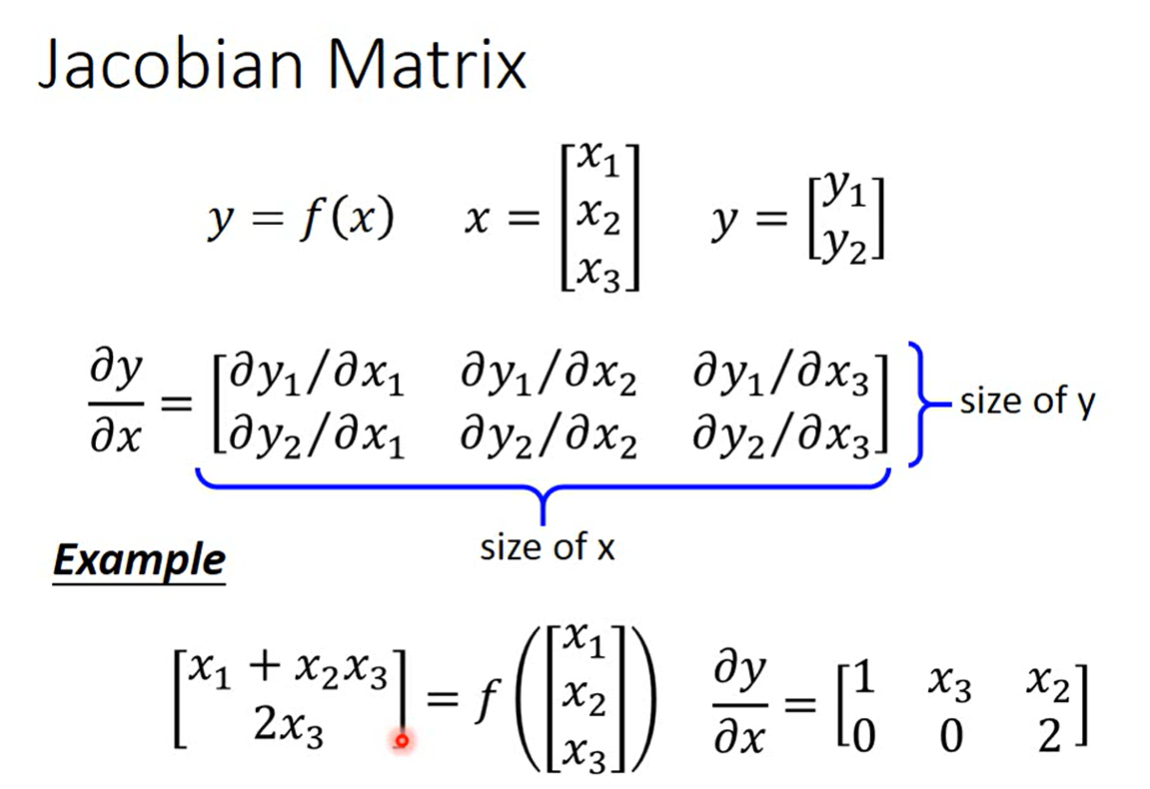 Jacobian Matrix
y = f(x)   x = [x₁ x₂ x₃]   y = [y₁ y₂]
∂y/∂x = [∂y₁/∂x₁   ∂y₁/∂x₂   ∂y₁/∂x₃
∂y₂/∂x₁   ∂y₂/∂x₂   ∂y₂/∂x₃]   size of y
size of x
Example
[x₁ + x₂x₃   2x₃] = f([x₁ x₂ x₃])   ∂y/∂x = [1   x₃   x₂
0   0   2]